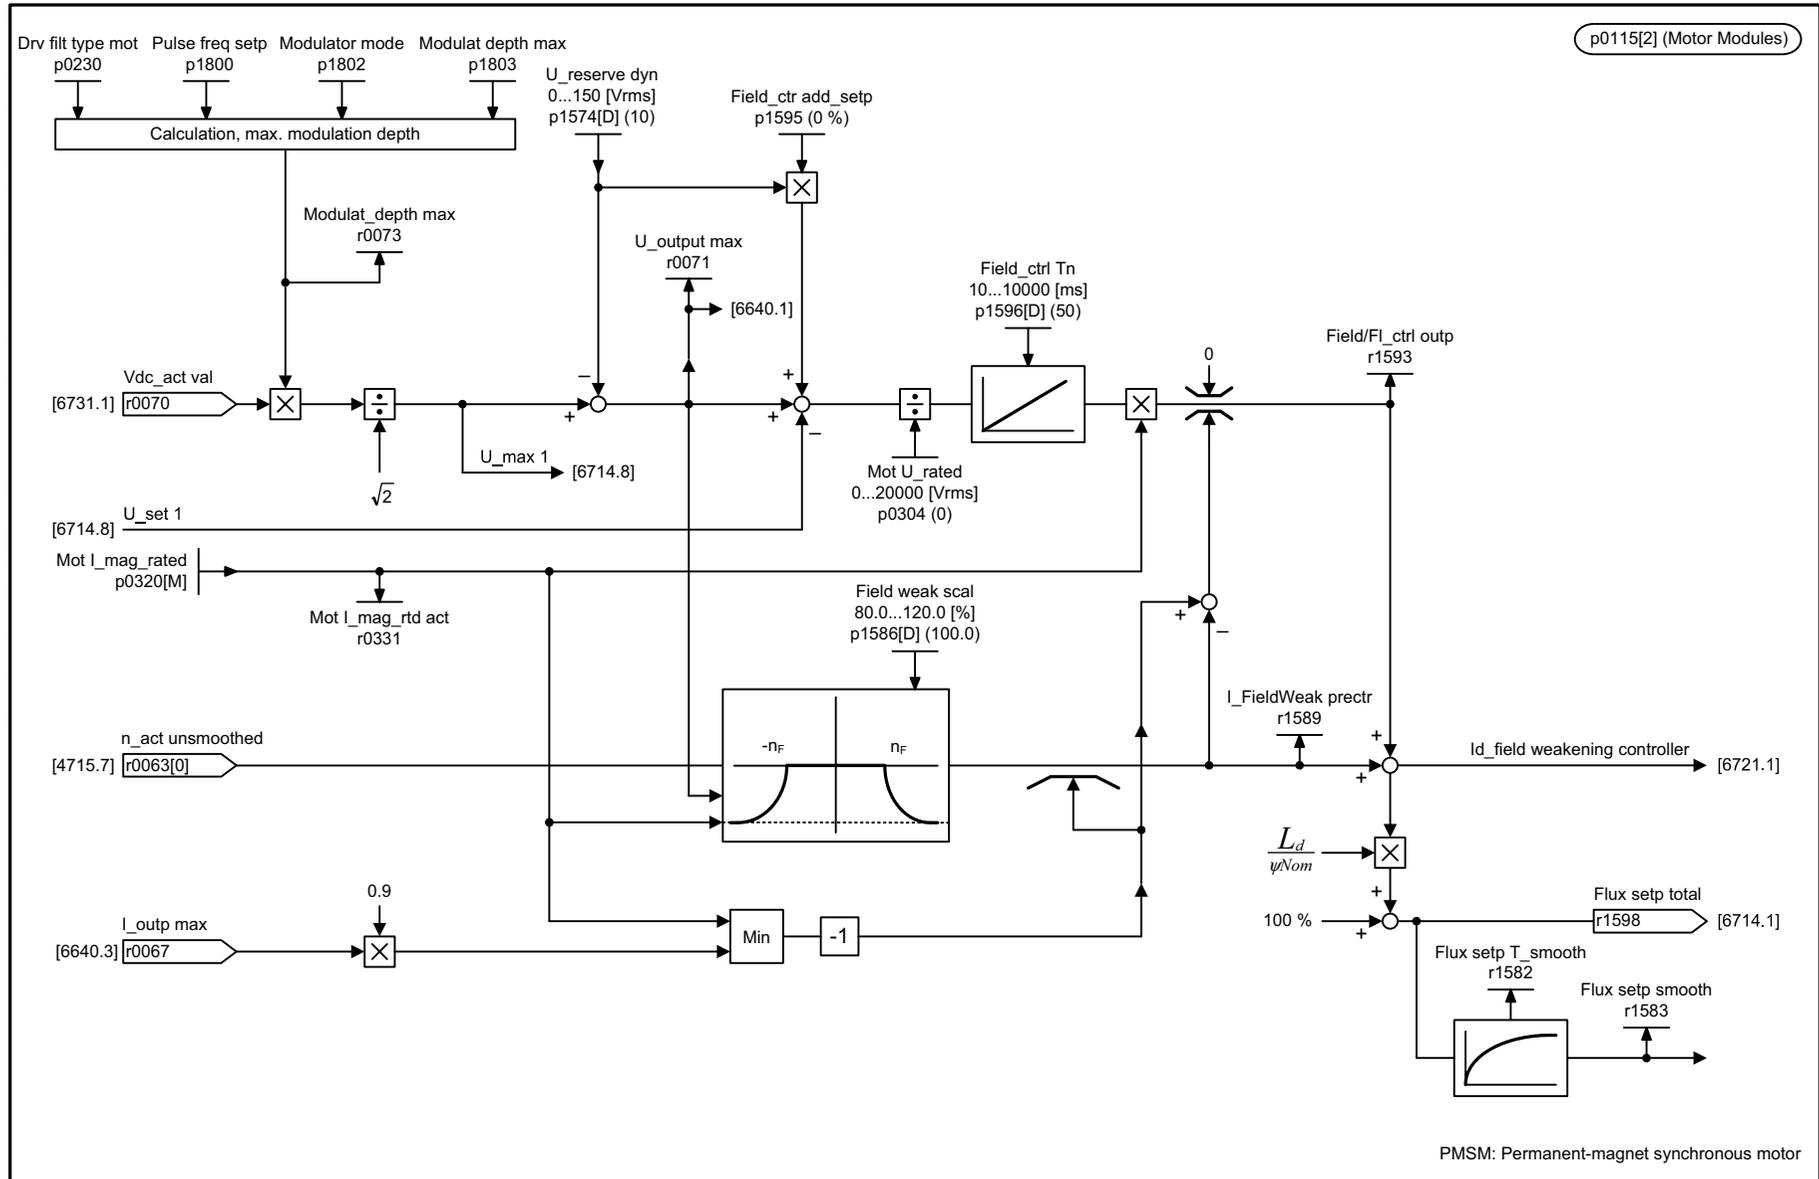 Drv filt type mot
p0230
Pulse freq setp
p1800
Modulator mode
p1802
Modulat depth max
p1803
p0115[2] (Motor Modules)
Calculation, max. modulation depth
U_reserve dyn
0...150 [Vrms]
p1574[D] (10)
Field_ctr add_setp
p1595 (0 %)
Modulat_depth max
r0073
U_output max
r0071
[6640.1]
Field_ctrl Tn
10...10000 [ms]
p1596[D] (50)
0
Field/Fl_ctrl outp
r1593
Vdc_act val
[6731.1]
r0070
–
+
+
+
–
√2
U_max 1
[6714.8]
Mot U_rated
0...20000 [Vrms]
p0304 (0)
U_set 1
[6714.8]
Mot I_mag_rated
p0320[M]
Mot I_mag_rtd act
r0331
Field weak scal
80.0...120.0 [%]
p1586[D] (100.0)
+
–
I_FieldWeak prectr
r1589
n_act unsmoothed
[4715.7]
r0063[0]
-nF
nF
+
+
Id_field weakening controller
[6721.1]
Ld
ψNom
0.9
I_outp max
[6640.3]
r0067
Min
-1
100 %
+
+
Flux setp total
r1598
[6714.1]
Flux setp T_smooth
r1582
Flux setp smooth
r1583
PMSM: Permanent-magnet synchronous motor